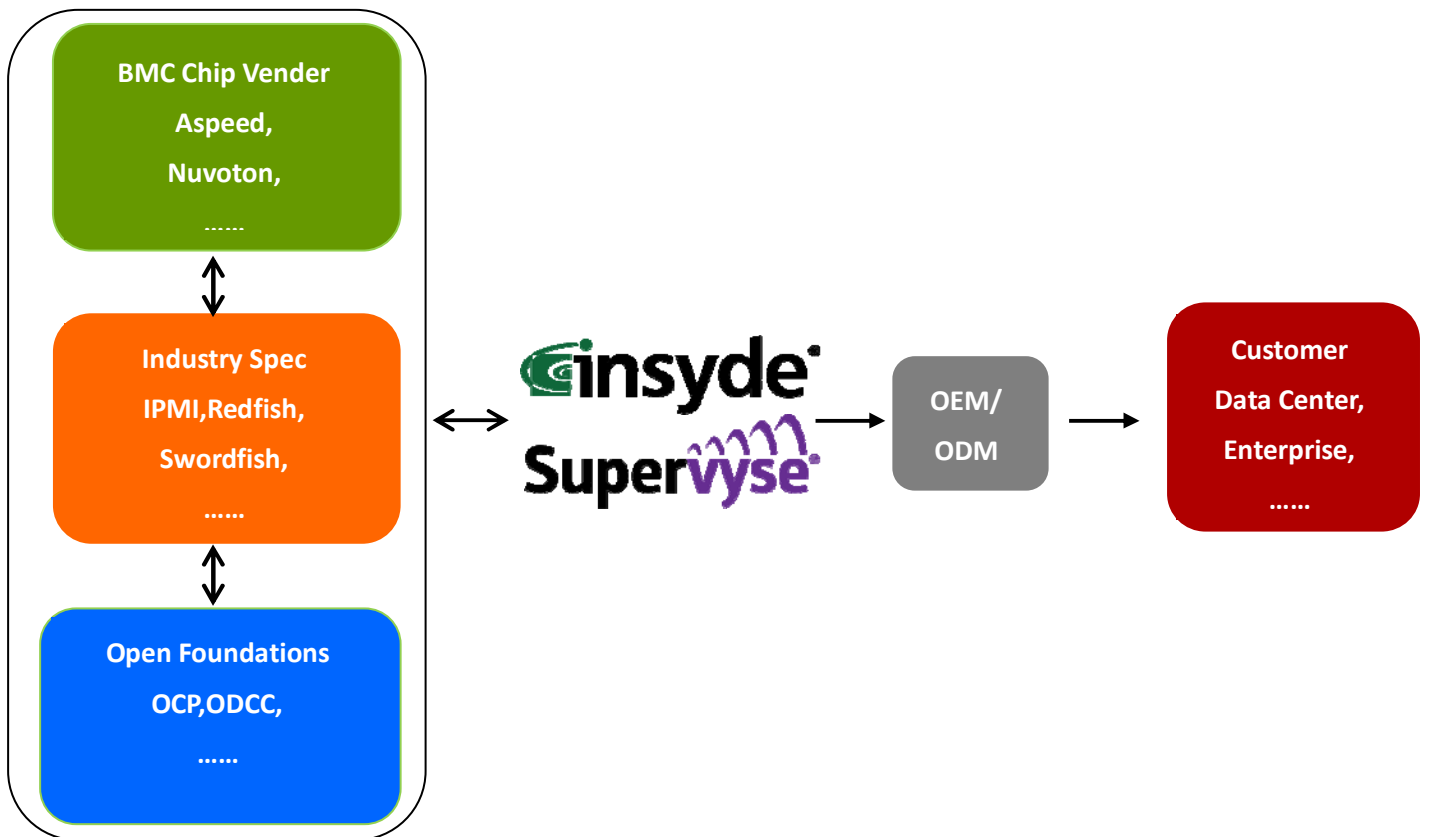 BMC Chip Vender
Aspeed,
Nuvoton,
......
Industry Spec
IPMI,Redfish,
Swordfish,
......
Open Foundations
OCP,ODCC,
......
insyde
Supervyse
OEM/
ODM
Customer
Data Center,
Enterprise,
......